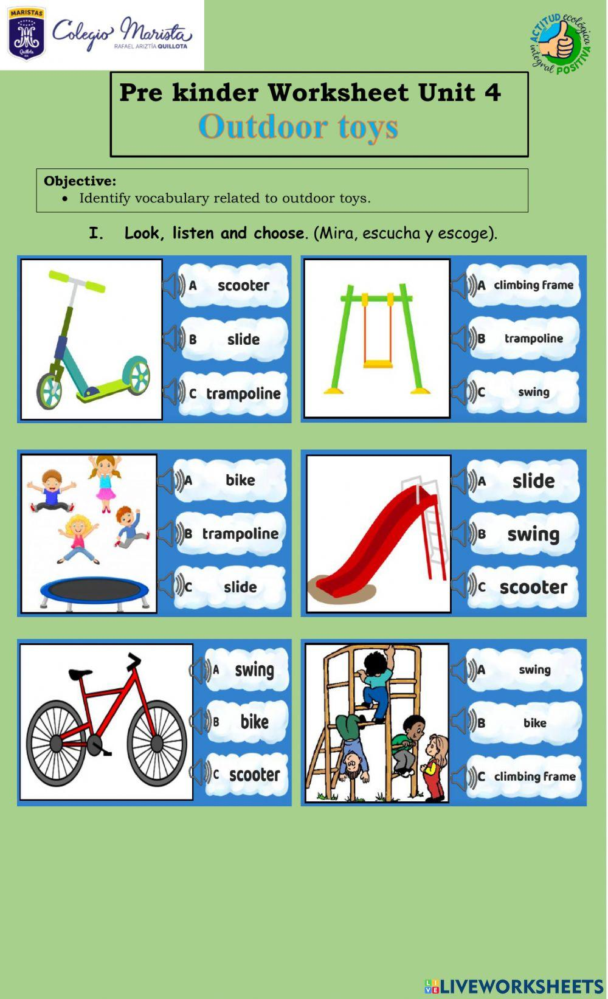 MARISTAS
Quillota
Colegio Marista
RAFAEL ARIZTÍA QUILLOTA
ACTITUD ecológica
integral POSITIVA
Pre kinder Worksheet Unit 4
Outdoor toys
Objective:
• Identify vocabulary related to outdoor toys.
I. Look, listen and choose. (Mira, escucha y escoge).
A scooter
B slide
C trampoline
A climbing frame
B trampoline
C swing
A bike
B trampoline
C slide
A slide
B swing
C scooter
A swing
B bike
C scooter
A swing
B bike
C climbing frame
LIVE LIVEWORKSHEETS